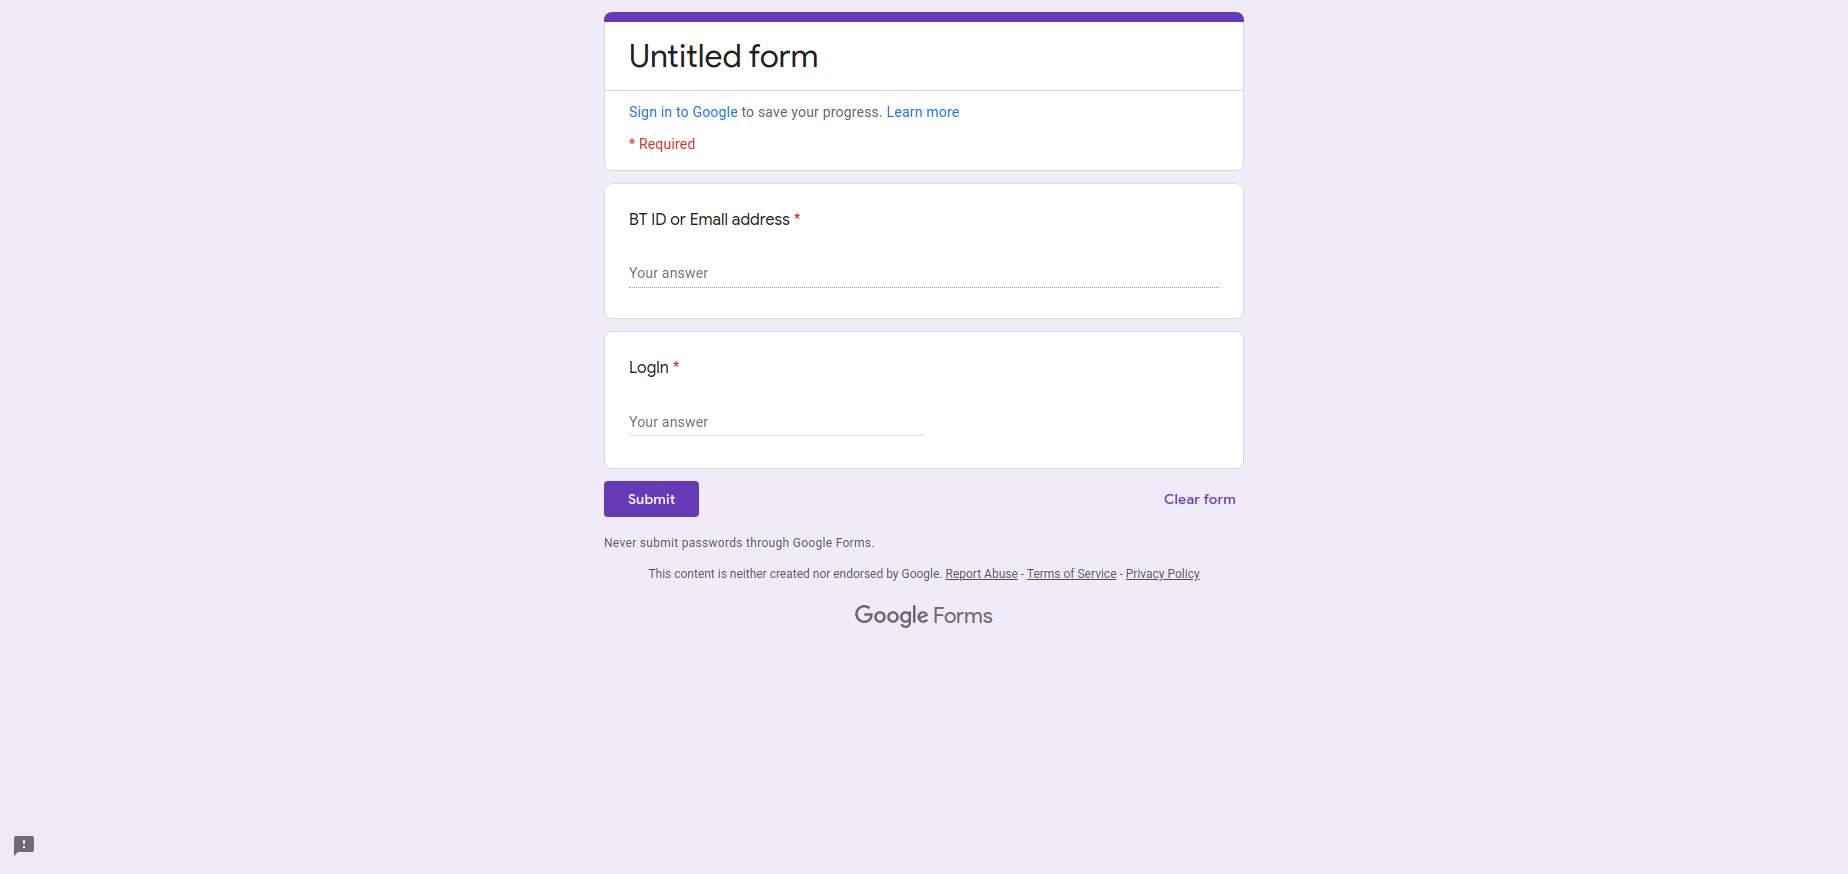 Untitled form
Sign in to Google to save your progress. Learn more
* Required
BT ID or Emall address *
Your answer
LogIn *
Your answer
Submit
Clear form
Never submit passwords through Google Forms.
This content is neither created nor endorsed by Google. Report Abuse - Terms of Service - Privacy Policy
Google Forms